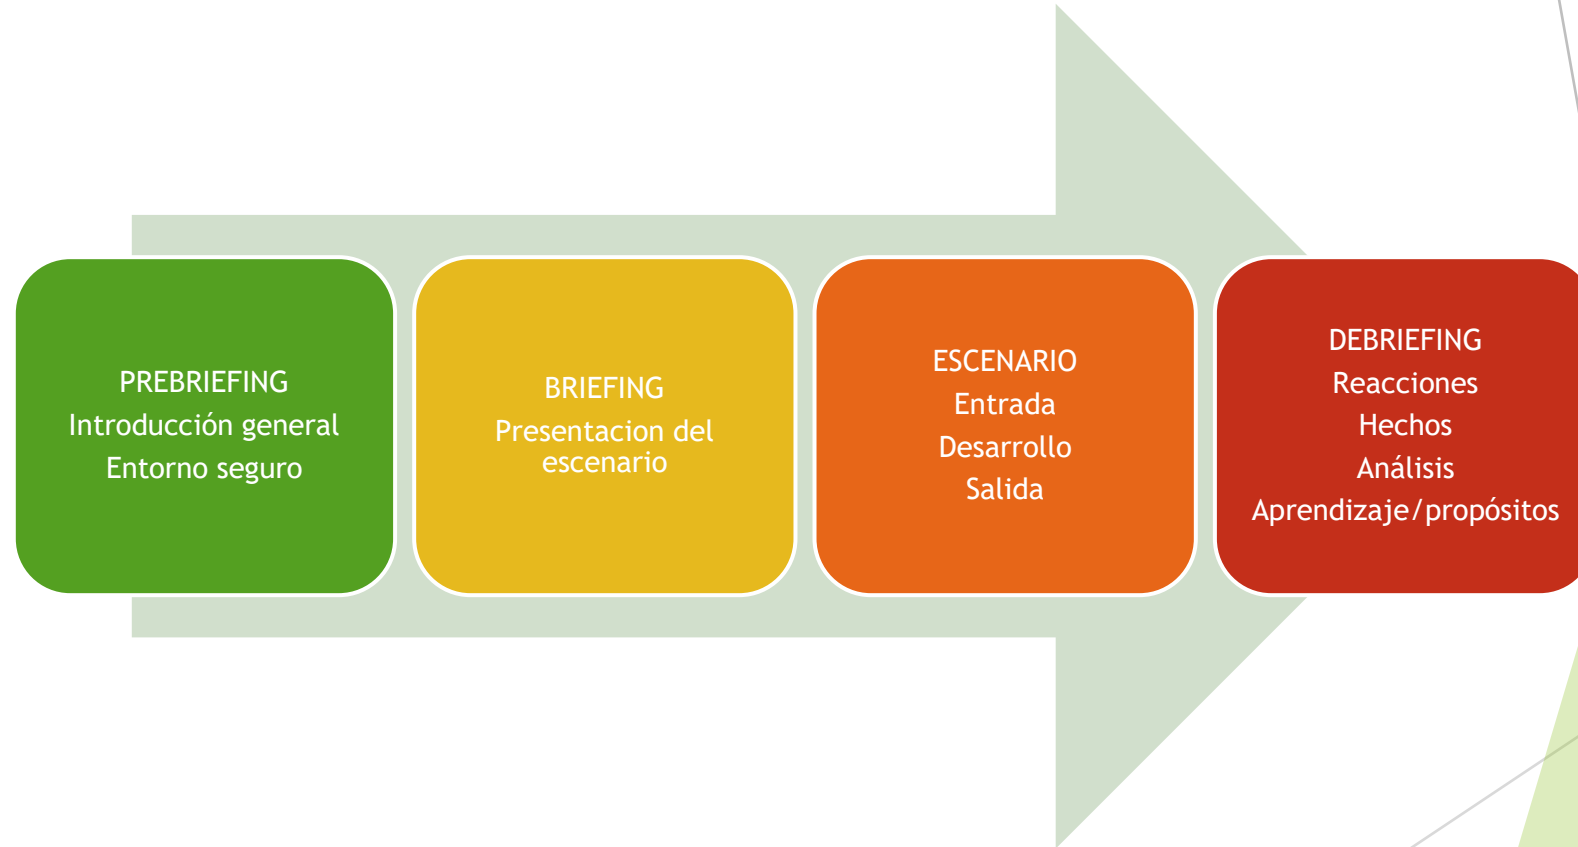 PREBRIEFING
Introducción general
Entorno seguro
BRIEFING
Presentacion del
escenario
ESCENARIO
Entrada
Desarrollo
Salida
DEBRIEFING
Reacciones
Hechos
Análisis
Aprendizaje/propósitos